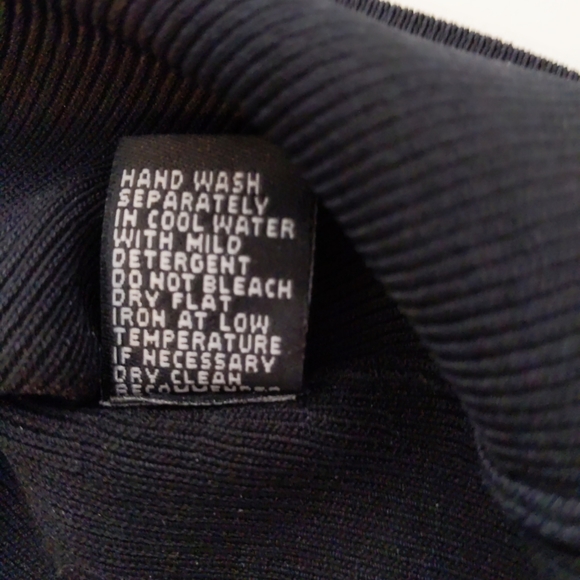 HAND WASH
SEPARATELY
IN COOL WATER
WITH MILD
DETERGENT
DO NOT BLEACH
DRY FLAT
IRON AT LOW
TEMPERATURE
IF NECESSARY
DRY CLEAN
RECOMMENDED